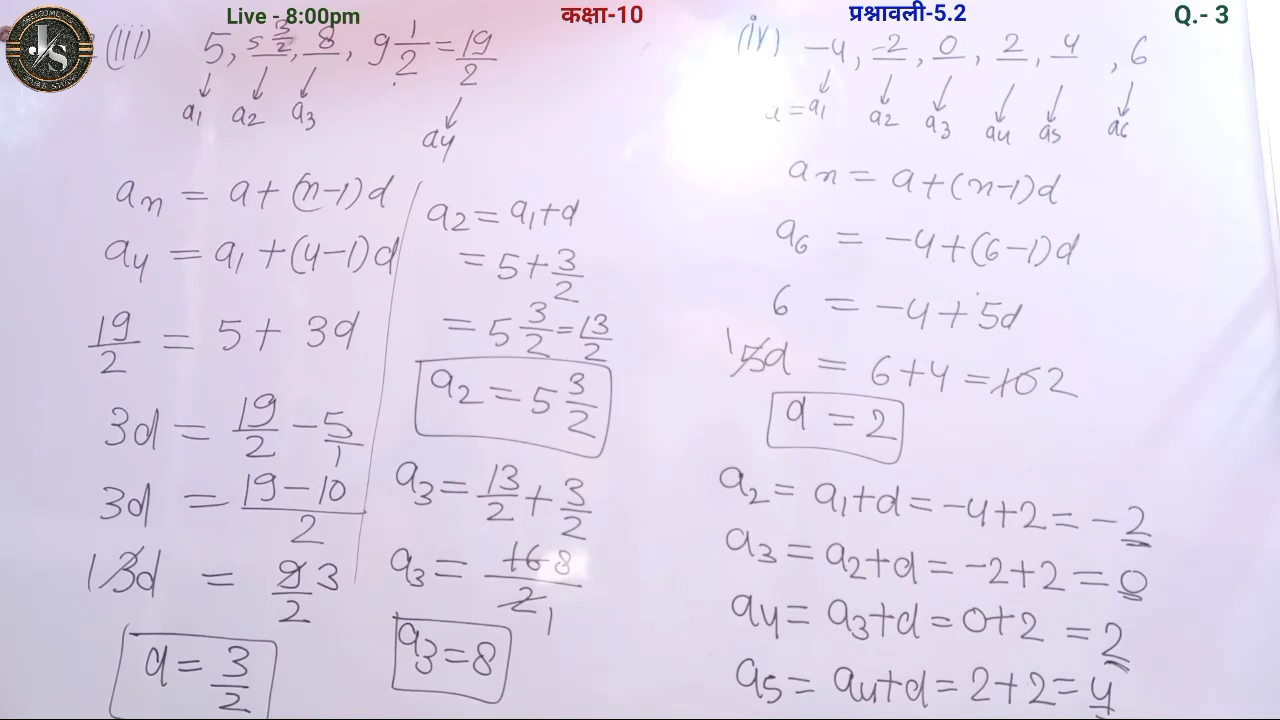 Live - 8:00pm
कक्षा-10
प्रश्नावली-5.2
Q.- 3
(iii) 5, 5 3/2, 8, 9 1/2 = 19/2
a1 a2 a3 a4
an = a + (n-1)d
a4 = a1 + (4-1)d
19/2 = 5 + 3d
3d = 19/2 - 5/1
3d = (19-10)/2
1 3d = 9 3/2
d = 3/2
a2 = a1+d
= 5 + 3/2
= 5 3/2 = 13/2
a2 = 5 3/2
a3 = 13/2 + 3/2
a3 = 16 8/2 1
a3 = 8
(iv) -4, -2, 0, 2, 4, 6
=a1 a2 a3 a4 a5 a6
an = a + (n-1)d
a6 = -4 + (6-1)d
6 = -4 + 5d
1 5d = 6+4 = 10 2
d = 2
a2 = a1+d = -4+2 = -2
a3 = a2+d = -2+2 = 0
a4 = a3+d = 0+2 = 2
a5 = a4+d = 2+2 = 4